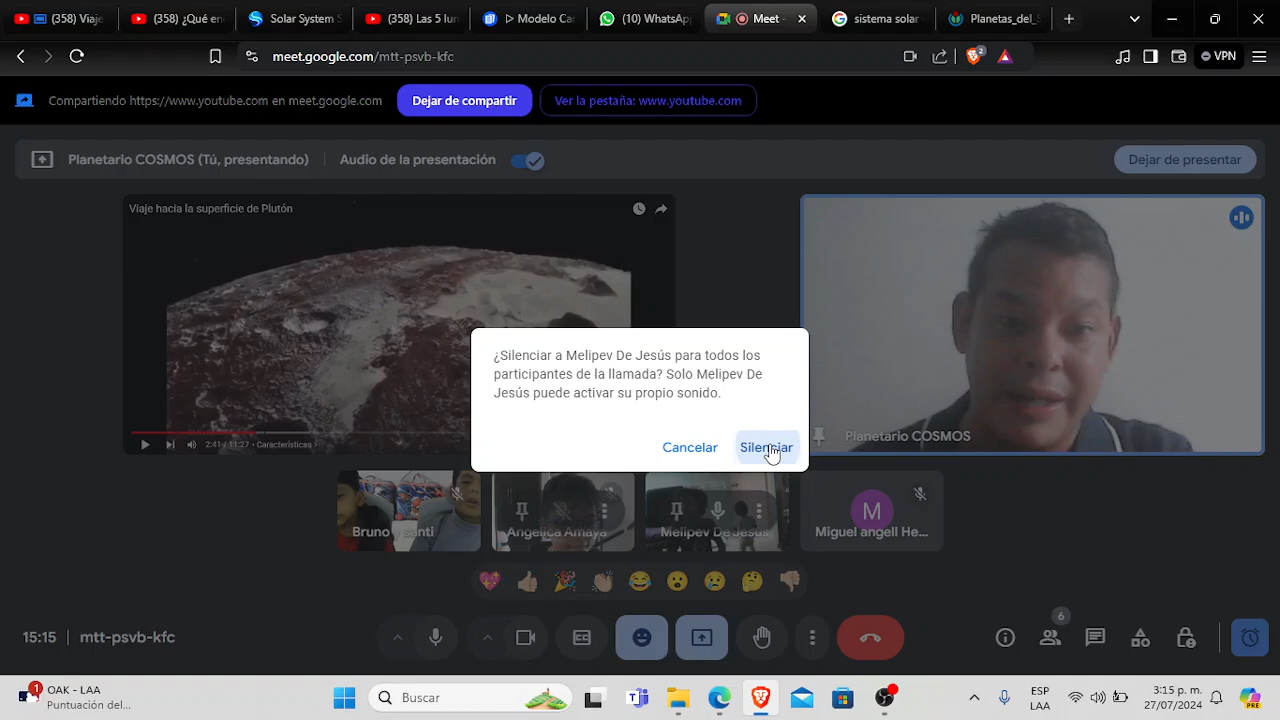 (358) Viaje
(358) ¿Qué en
Solar System S
(358) Las 5 lun
▷ Modelo Car
(10) WhatsApp
Meet -
sistema solar -
Planetas_del_S
meet.google.com/mtt-psvb-kfc
2
VPN
Compartiendo https://www.youtube.com en meet.google.com
Dejar de compartir
Ver la pestaña: www.youtube.com
Planetario COSMOS (Tú, presentando)
Audio de la presentación
Dejar de presentar
Viaje hacia la superficie de Plutón
¿Silenciar a Melipev De Jesús para todos los
participantes de la llamada? Solo Melipev De
Jesús puede activar su propio sonido.
Cancelar
Silenciar
2:41 / 11:27 • Características ›
Planetario COSMOS
Bruno y santi
Angelica Amaya
Melipev De Jesús
M
Miguel angell He...
15:15
mtt-psvb-kfc
6
1
OAK - LAA
Puntuación del...
Buscar
ESP
LAA
3:15 p. m.
27/07/2024
PRE